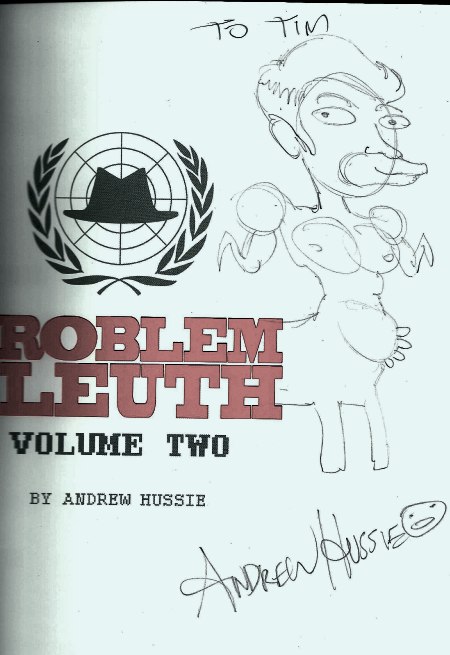 TO TIM
ROBLEM
LEUTH
VOLUME TWO
BY ANDREW HUSSIE
ANDREW HUSSIE